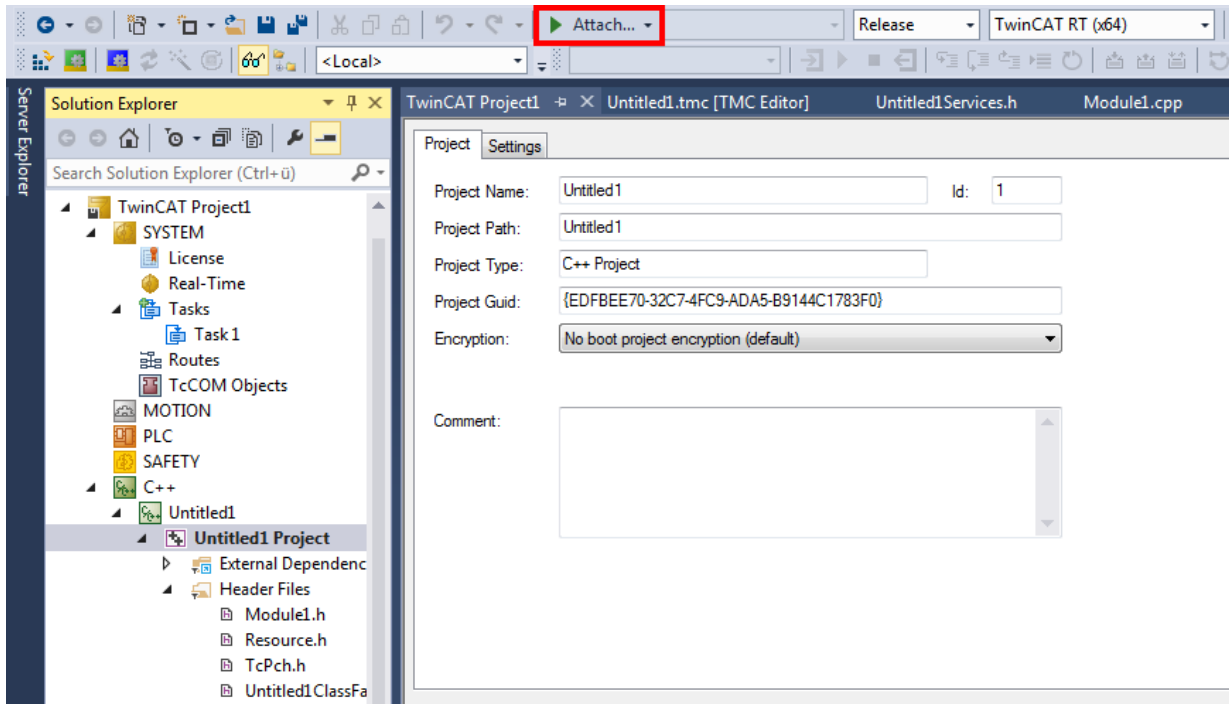 Attach...
Release
TwinCAT RT (x64)
<Local>
Server Explorer
Solution Explorer
Search Solution Explorer (Ctrl+ü)
TwinCAT Project1
SYSTEM
License
Real-Time
Tasks
Task 1
Routes
TcCOM Objects
MOTION
PLC
SAFETY
C++
Untitled1
Untitled1 Project
External Dependenc
Header Files
Module1.h
Resource.h
TcPch.h
Untitled1ClassFa
TwinCAT Project1
Untitled1.tmc [TMC Editor]
Untitled1Services.h
Module1.cpp
Project
Settings
Project Name: Untitled1 Id: 1
Project Path: Untitled1
Project Type: C++ Project
Project Guid: {EDFBEE70-32C7-4FC9-ADA5-B9144C1783F0}
Encryption: No boot project encryption (default)
Comment: